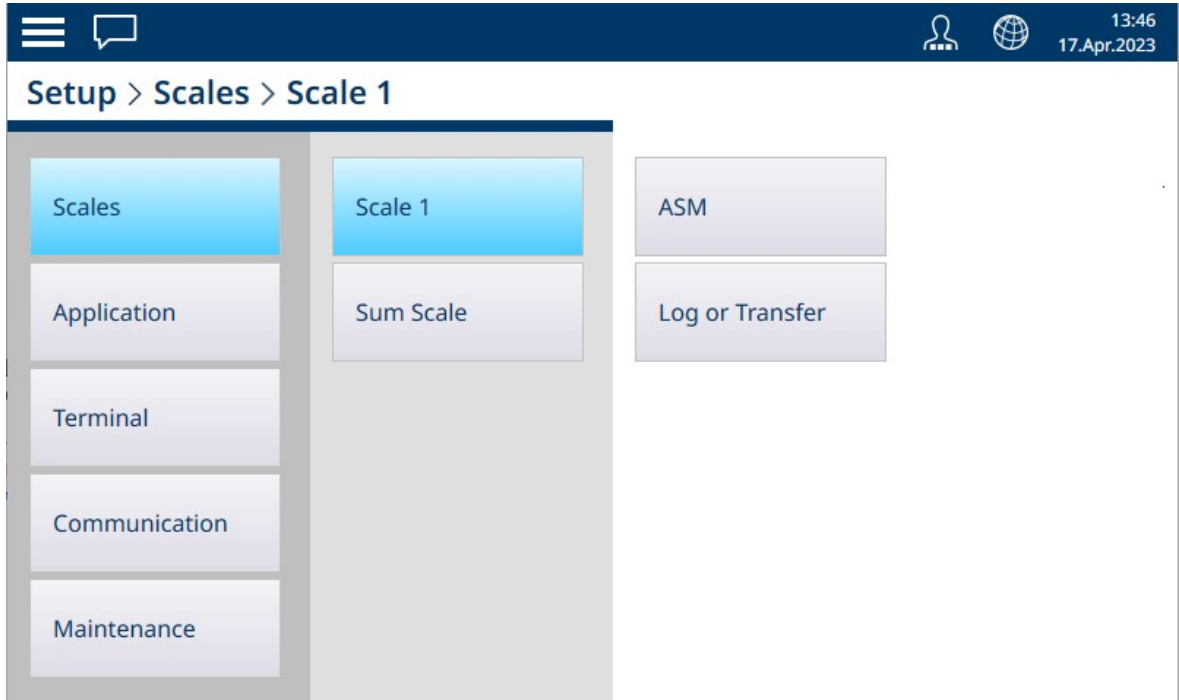 13:46
17.Apr.2023
Setup > Scales > Scale 1
Scales
Scale 1
ASM
Application
Sum Scale
Log or Transfer
Terminal
Communication
Maintenance